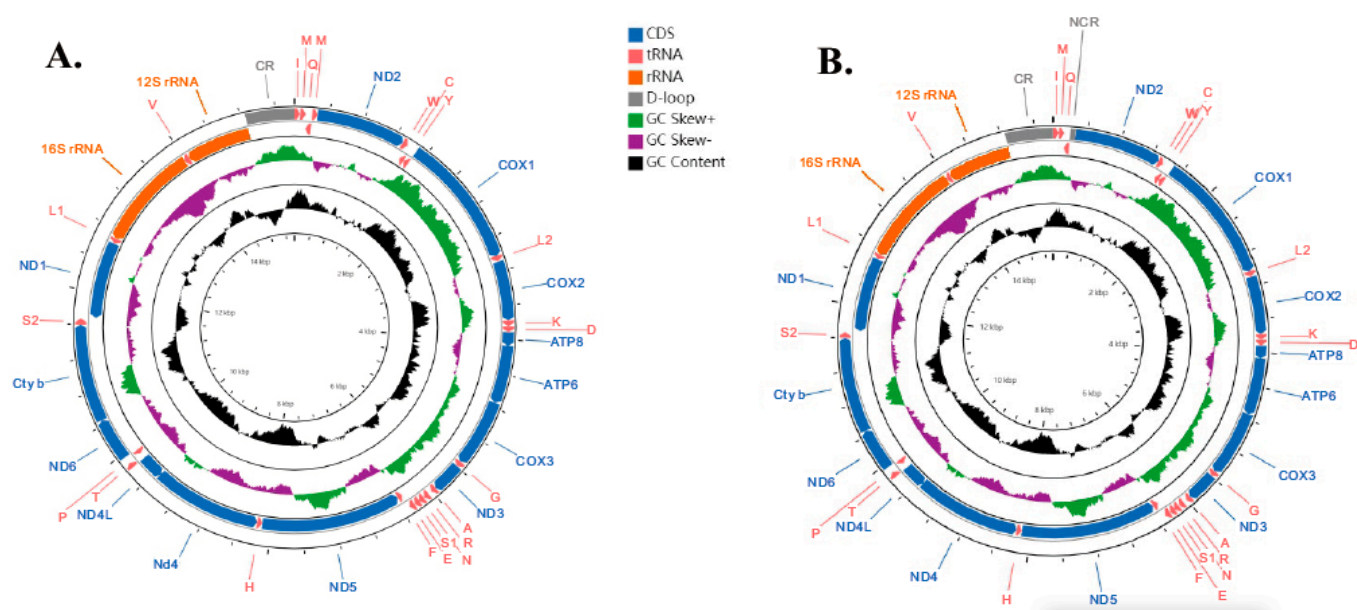 A.
CR
I
M
Q
M
ND2
W
C
Y
COX1
L2
COX2
K
D
ATP8
ATP6
COX3
G
ND3
A
R
N
S1
E
F
ND5
H
Nd4
ND4L
T
P
ND6
Ctyb
S2
ND1
L1
16S rRNA
V
12S rRNA
2 kbp
4 kbp
6 kbp
8 kbp
10 kbp
12 kbp
14 kbp
CDS
tRNA
rRNA
D-loop
GC Skew+
GC Skew-
GC Content
B.
CR
I
M
Q
NCR
ND2
W
C
Y
COX1
L2
COX2
K
D
ATP8
ATP6
COX3
G
ND3
A
R
N
S1
E
F
ND5
H
ND4
ND4L
T
P
ND6
Ctyb
S2
ND1
L1
16S rRNA
V
12S rRNA
2 kbp
4 kbp
6 kbp
8 kbp
10 kbp
12 kbp
14 kbp